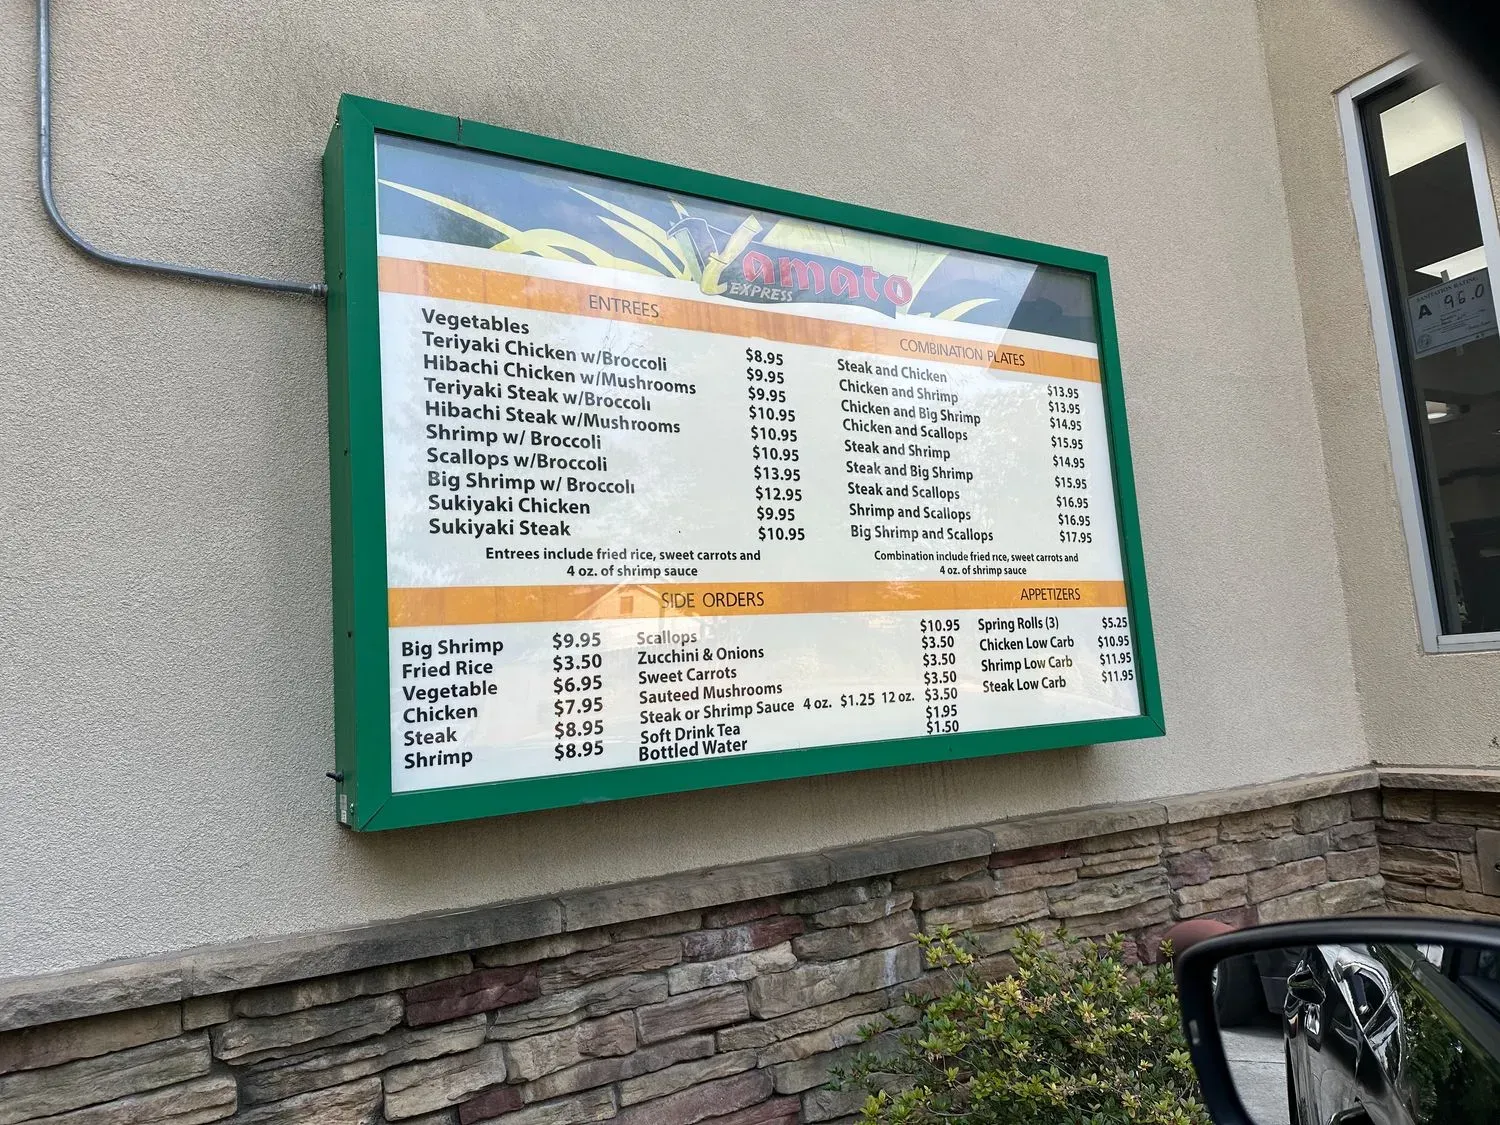 Yamato
EXPRESS
ENTREES
Vegetables $8.95
Teriyaki Chicken w/Broccoli $9.95
Hibachi Chicken w/Mushrooms $9.95
Teriyaki Steak w/Broccoli $10.95
Hibachi Steak w/Mushrooms $10.95
Shrimp w/ Broccoli $10.95
Scallops w/Broccoli $13.95
Big Shrimp w/ Broccoli $12.95
Sukiyaki Chicken $9.95
Sukiyaki Steak $10.95
Entrees include fried rice, sweet carrots and
4 oz. of shrimp sauce
COMBINATION PLATES
Steak and Chicken $13.95
Chicken and Shrimp $13.95
Chicken and Big Shrimp $14.95
Chicken and Scallops $15.95
Steak and Shrimp $14.95
Steak and Big Shrimp $15.95
Steak and Scallops $16.95
Shrimp and Scallops $16.95
Big Shrimp and Scallops $17.95
Combination include fried rice, sweet carrots and
4 oz. of shrimp sauce
SIDE ORDERS
Big Shrimp $9.95
Fried Rice $3.50
Vegetable $6.95
Chicken $7.95
Steak $8.95
Shrimp $8.95
Scallops $10.95
Zucchini & Onions $3.50
Sweet Carrots $3.50
Sauteed Mushrooms $3.50
Steak or Shrimp Sauce 4 oz. $1.25 12 oz. $3.50
Soft Drink Tea $1.95
Bottled Water $1.50
APPETIZERS
Spring Rolls (3) $5.25
Chicken Low Carb $10.95
Shrimp Low Carb $11.95
Steak Low Carb $11.95
SANITATION RATING
A 96.0